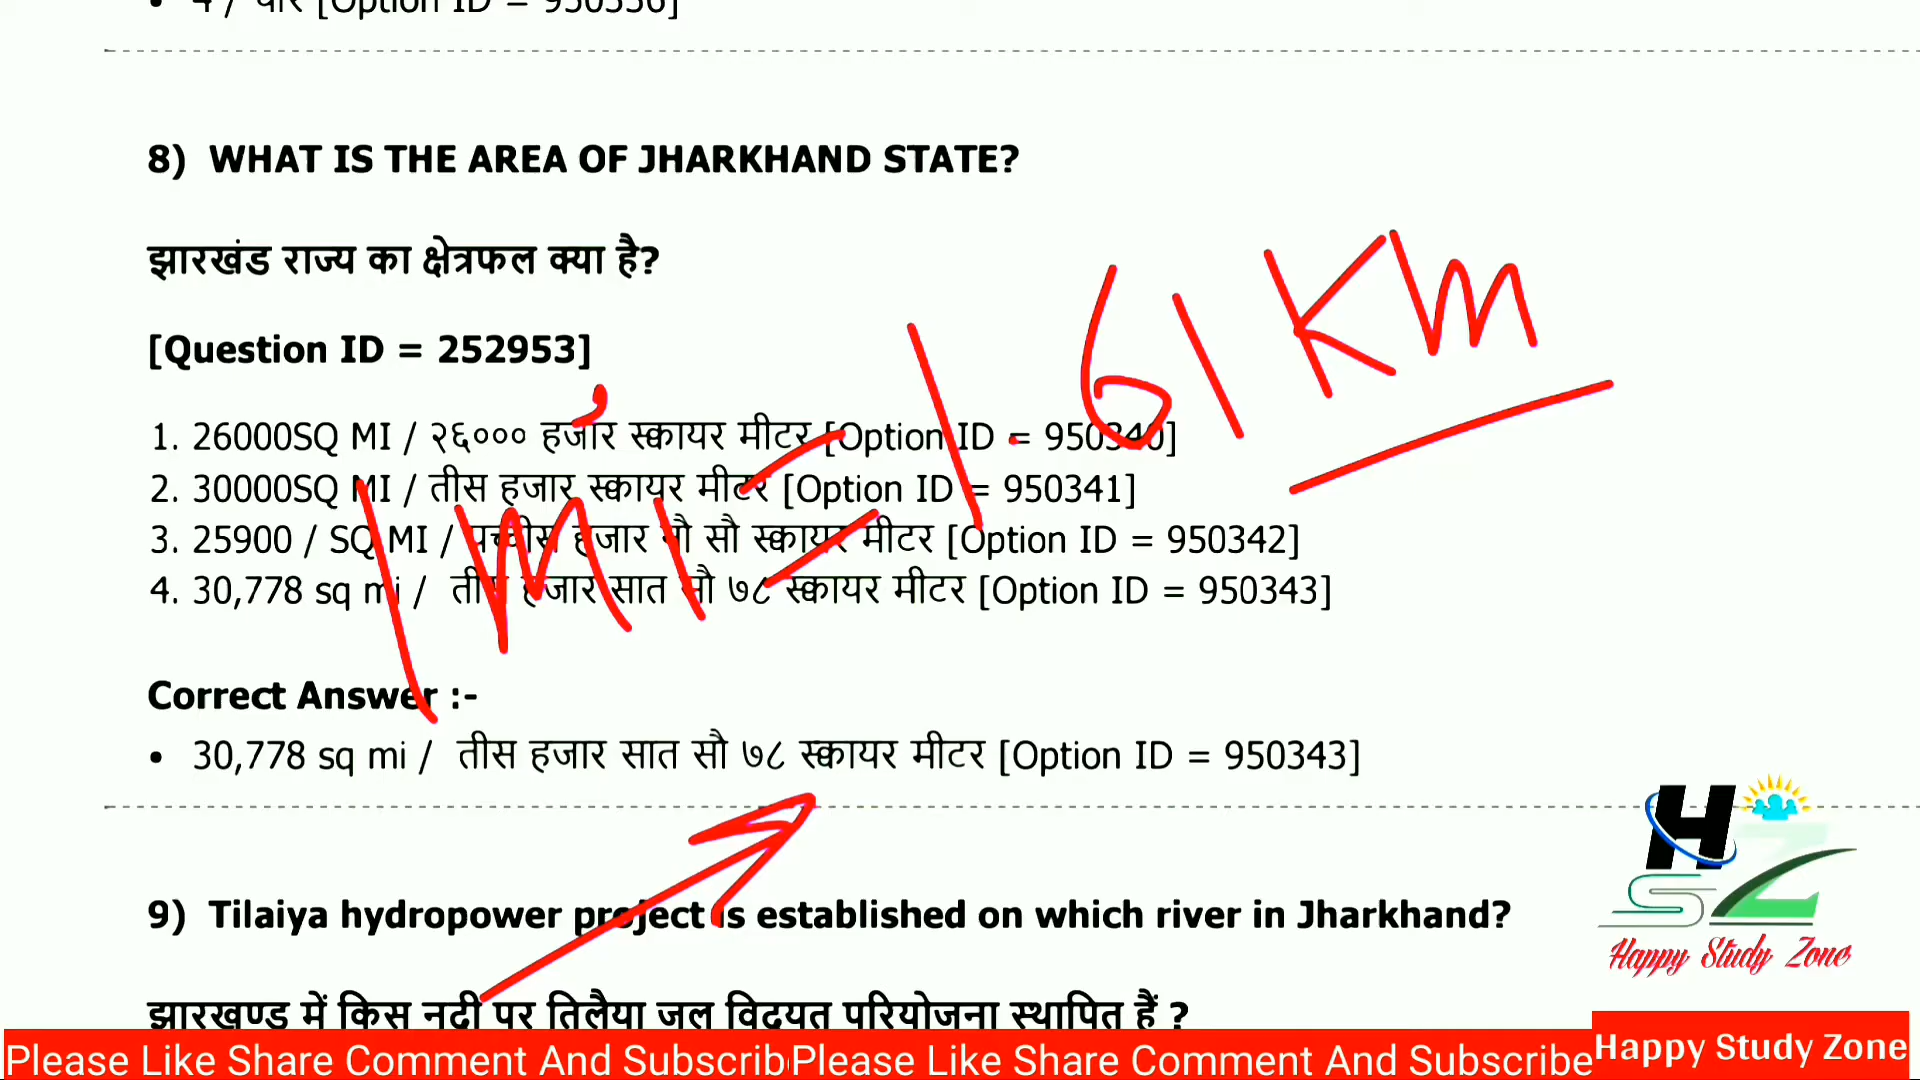 • 4 / चार [Option ID = 950336]
8) WHAT IS THE AREA OF JHARKHAND STATE?
झारखंड राज्य का क्षेत्रफल क्या है?
[Question ID = 252953]
1. 26000SQ MI / २६००० हजार स्क्वायर मीटर [Option ID = 950340]
2. 30000SQ MI / तीस हजार स्क्वायर मीटर [Option ID = 950341]
3. 25900 / SQ MI / पच्चीस हजार नौ सौ स्क्वायर मीटर [Option ID = 950342]
4. 30,778 sq mi / तीस हजार सात सौ ७८ स्क्वायर मीटर [Option ID = 950343]
1 mi = 1.61 Km
Correct Answer :-
• 30,778 sq mi / तीस हजार सात सौ ७८ स्क्वायर मीटर [Option ID = 950343]
9) Tilaiya hydropower project is established on which river in Jharkhand?
झारखण्ड में किस नदी पर तिलैया जल विद्युत परियोजना स्थापित हैं ?
HSZ
Happy Study Zone
Please Like Share Comment And Subscrib Please Like Share Comment And Subscribe
Happy Study Zone